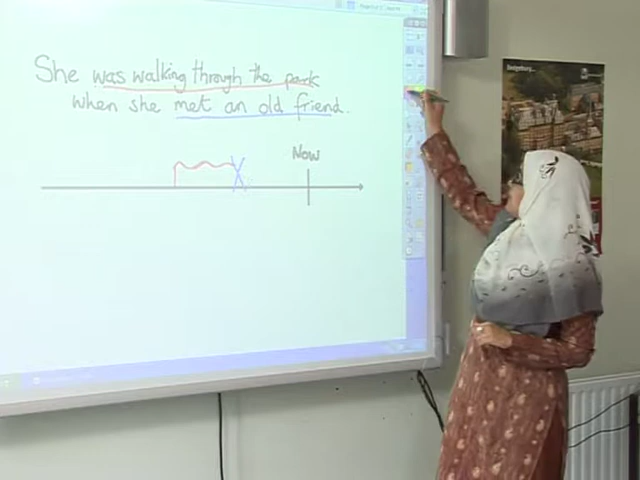 She was walking through the park
when she met an old friend.
Now